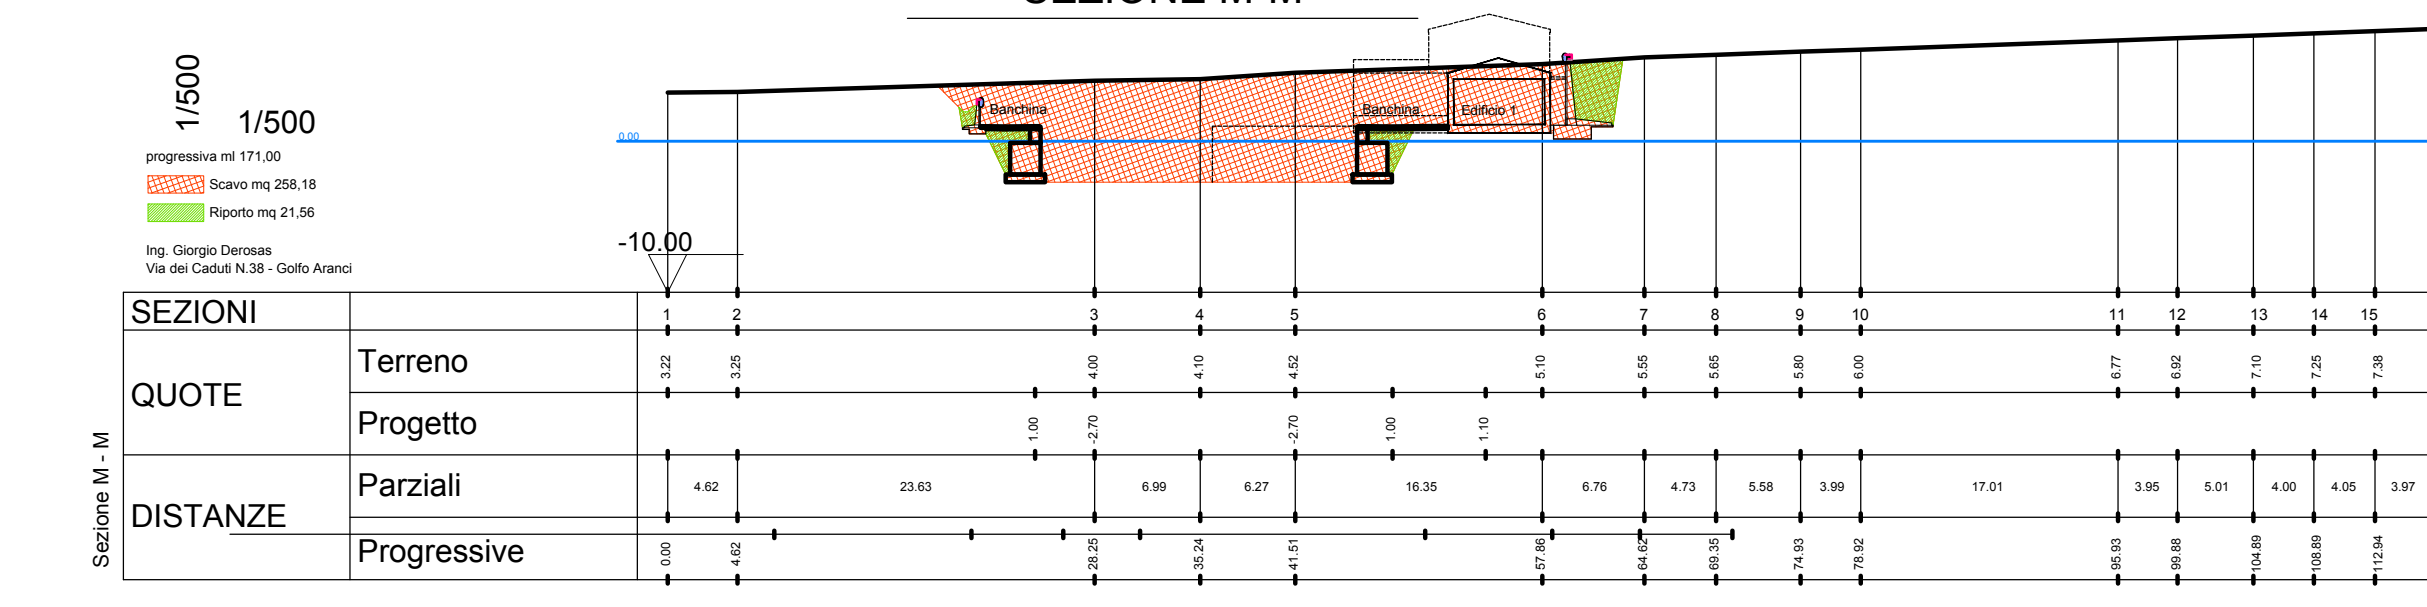 SEZIONE M-M
1/500
1/500
progressiva ml 171,00
Scavo mq 258,18
Riporto mq 21,56
Ing. Giorgio Derosas
Via dei Caduti N.38 - Golfo Aranci
0.00
-10.00
Banchina
Banchina
Edificio 1
Sezione M - M
SEZIONI
1 2 3 4 5 6 7 8 9 10 11 12 13 14 15
QUOTE
Terreno
3.22 3.25 4.00 4.10 4.52 5.10 5.55 5.65 5.80 6.00 6.77 6.92 7.10 7.25 7.38
Progetto
1.00 -2.70 -2.70 1.00 1.10
DISTANZE
Parziali
4.62 23.63 6.99 6.27 16.35 6.76 4.73 5.58 3.99 17.01 3.95 5.01 4.00 4.05 3.97
Progressive
0.00 4.62 28.25 35.24 41.51 57.86 64.62 69.35 74.93 78.92 95.93 99.88 104.89 108.89 112.94